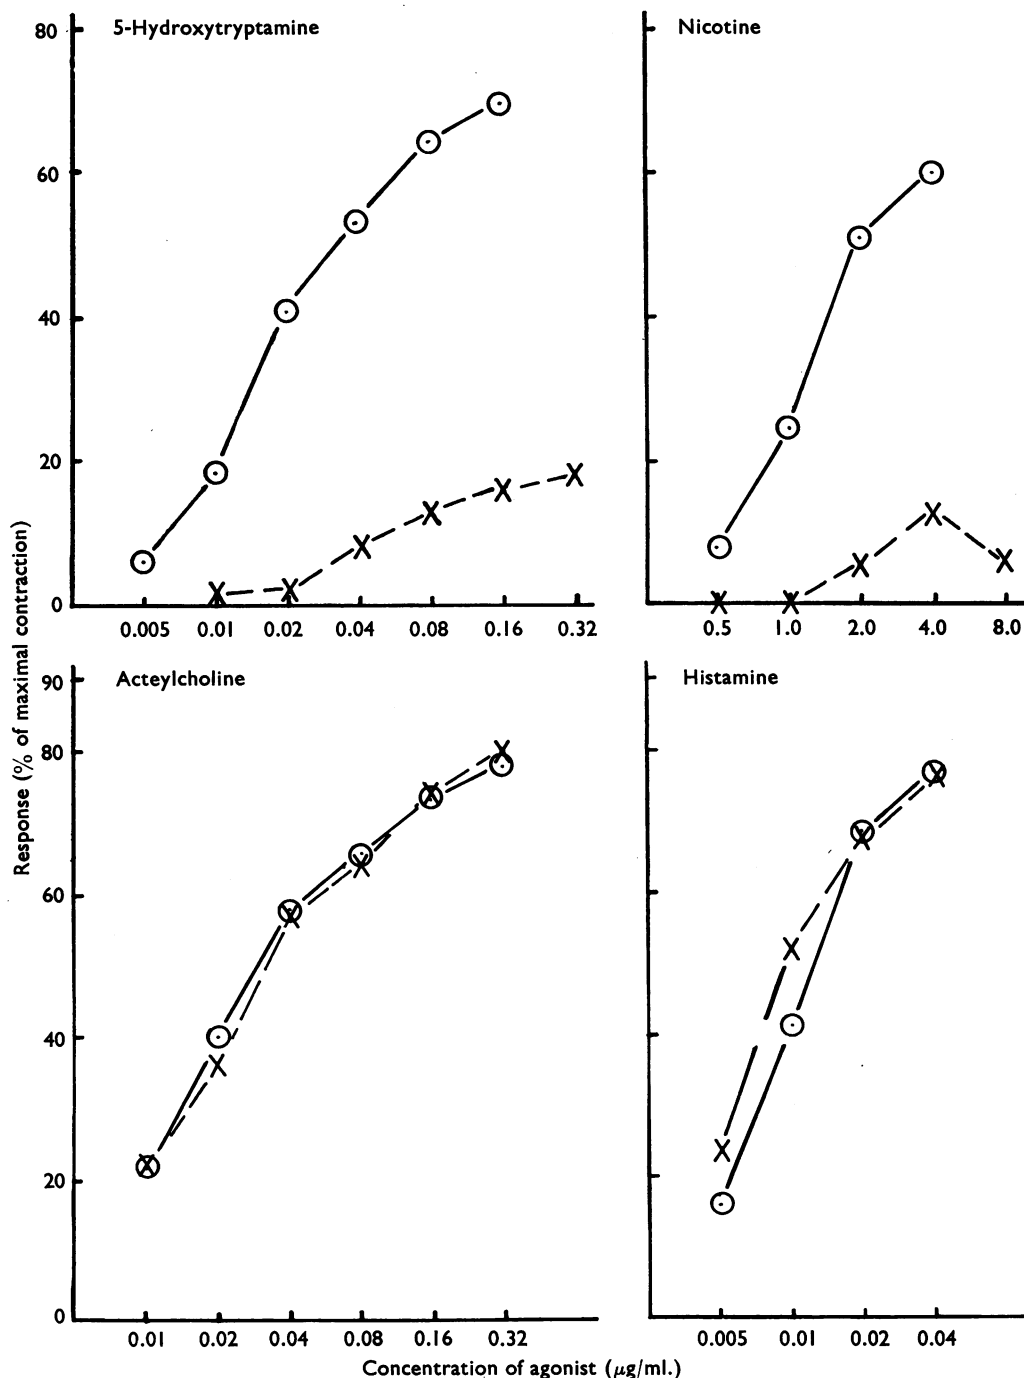 5-Hydroxytryptamine
80
60
40
20
0
0.005 0.01 0.02 0.04 0.08 0.16 0.32
Nicotine
0.5 1.0 2.0 4.0 8.0
Response (% of maximal contraction)
Acteylcholine
90
80
60
40
20
0
0.01 0.02 0.04 0.08 0.16 0.32
Histamine
0.005 0.01 0.02 0.04
Concentration of agonist (μg/ml.)